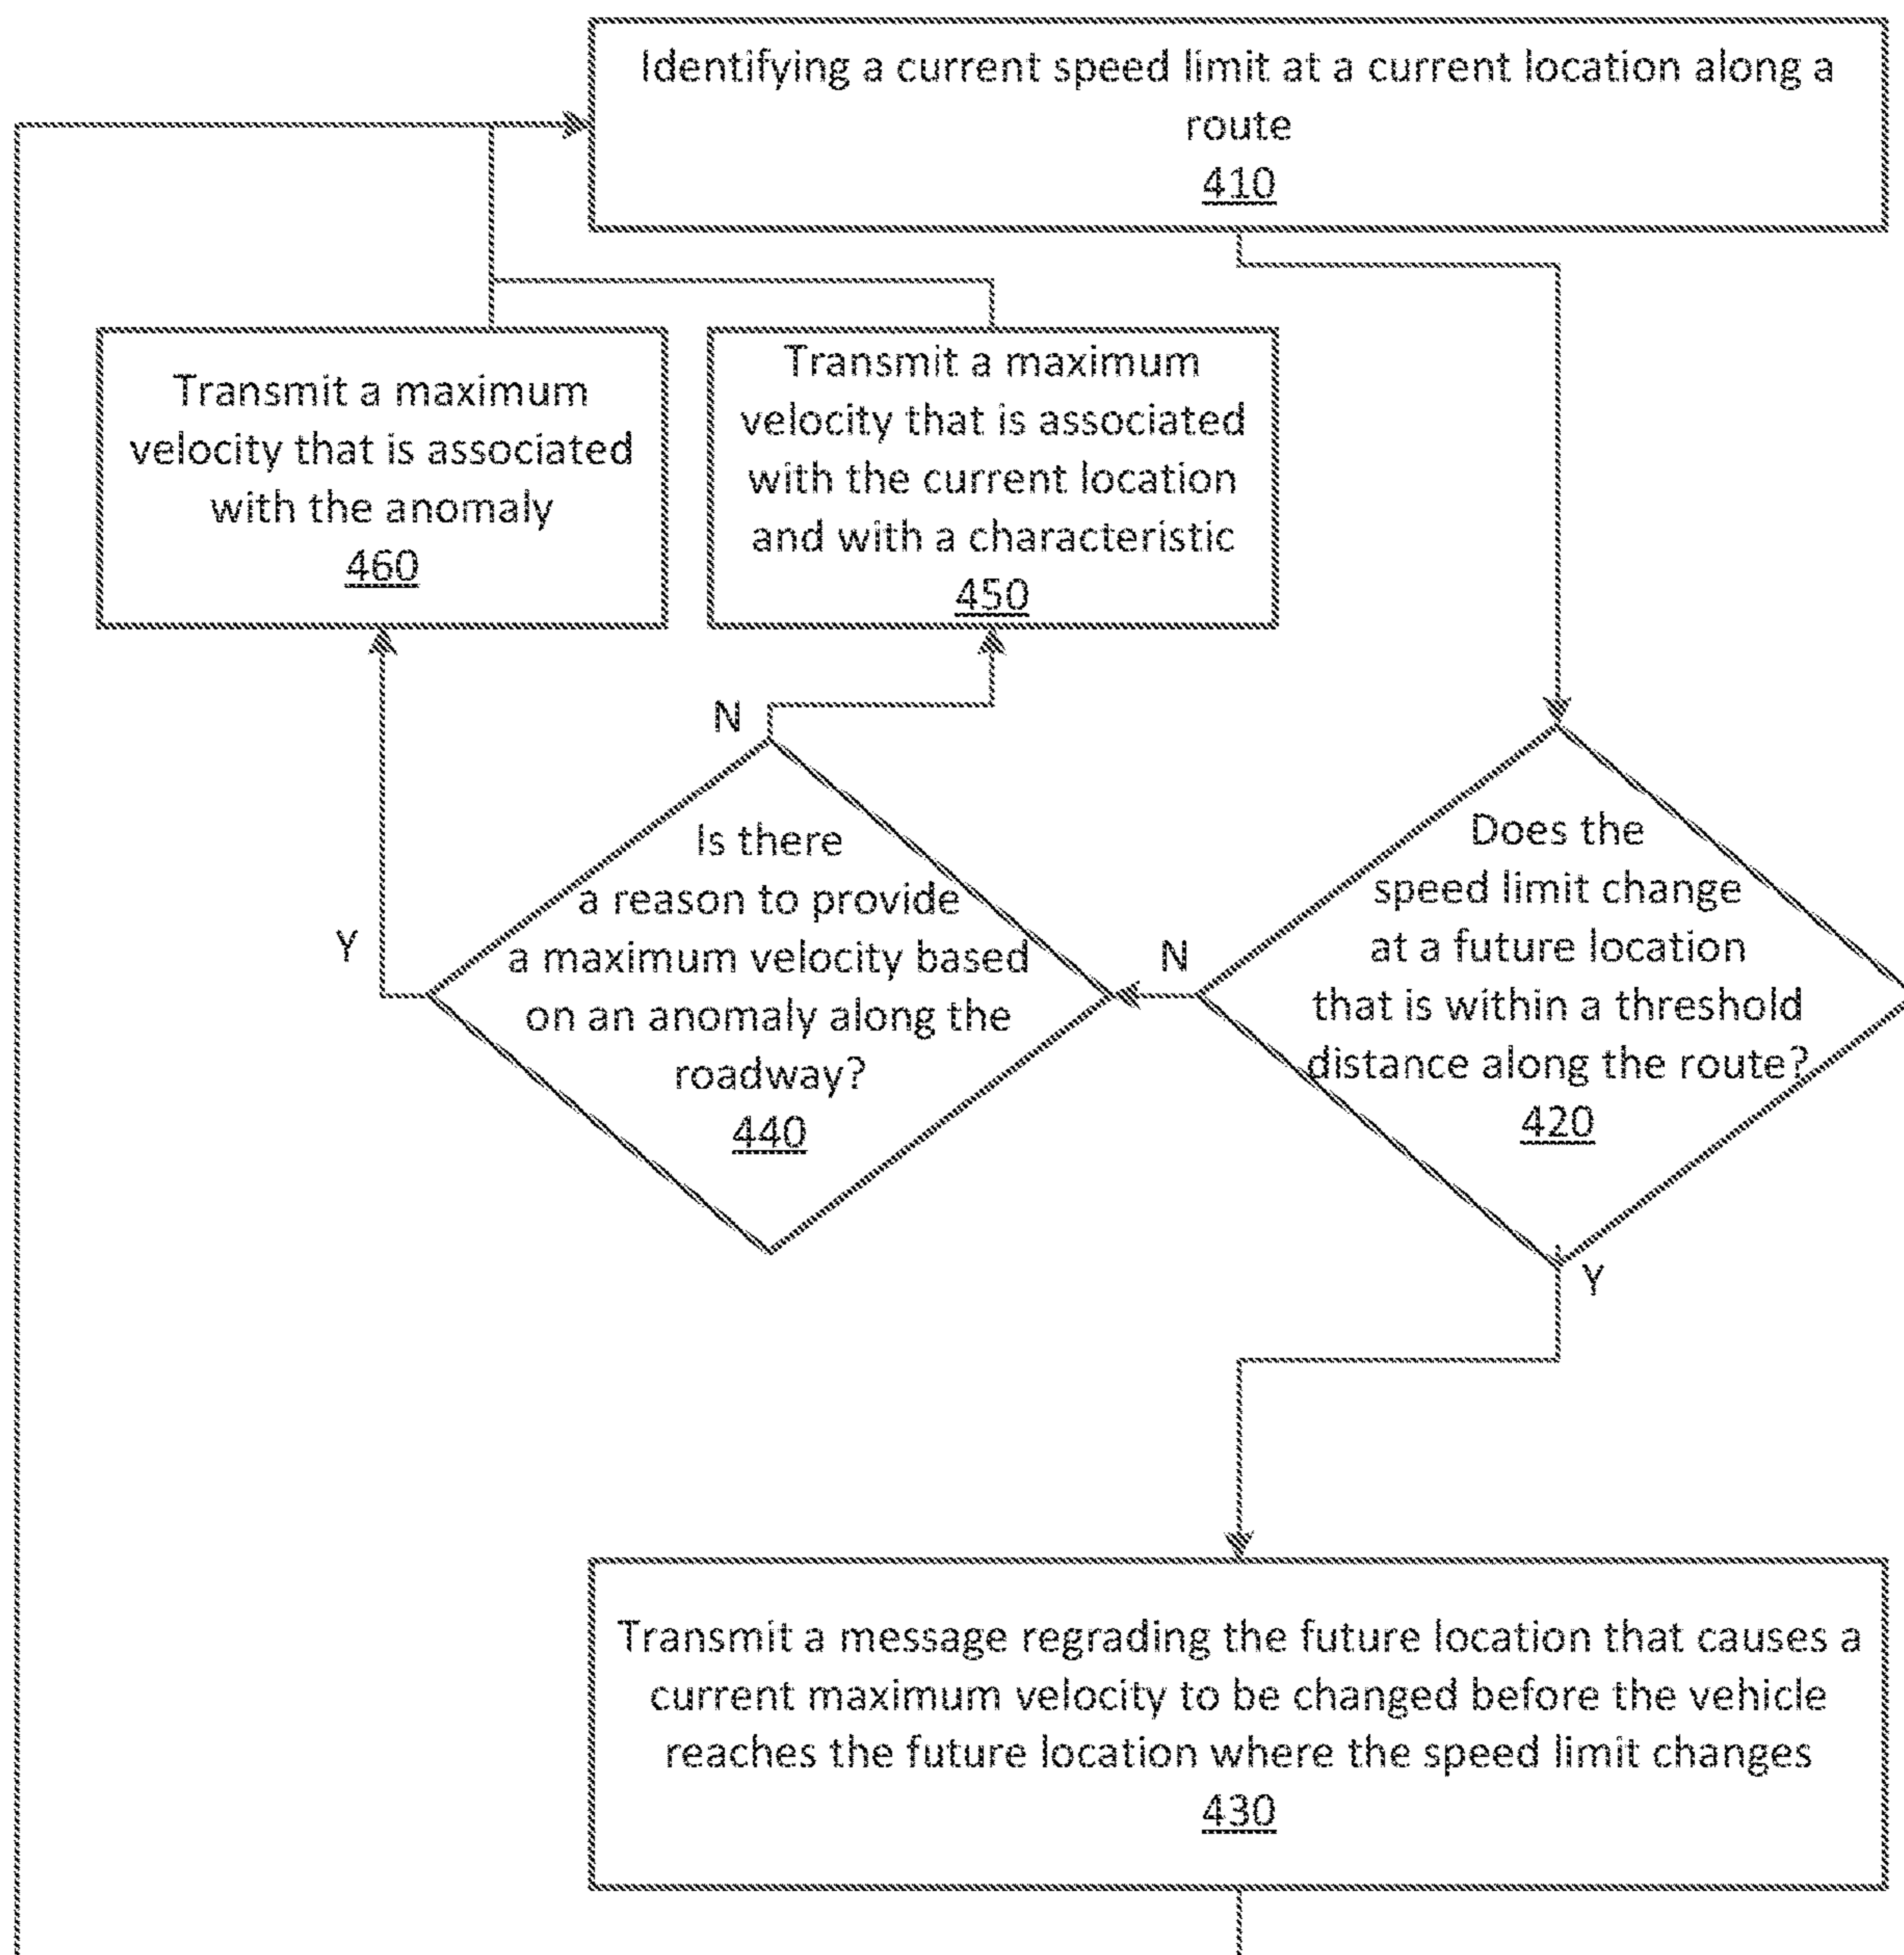 Identifying a current speed limit at a current location along a
route
410
Transmit a maximum
velocity that is associated
with the anomaly
460
Transmit a maximum
velocity that is associated
with the current location
and with a characteristic
450
N
Y
Is there
a reason to provide
a maximum velocity based
on an anomaly along the
roadway?
440
N
Does the
speed limit change
at a future location
that is within a threshold
distance along the route?
420
Y
Transmit a message regrading the future location that causes a
current maximum velocity to be changed before the vehicle
reaches the future location where the speed limit changes
430